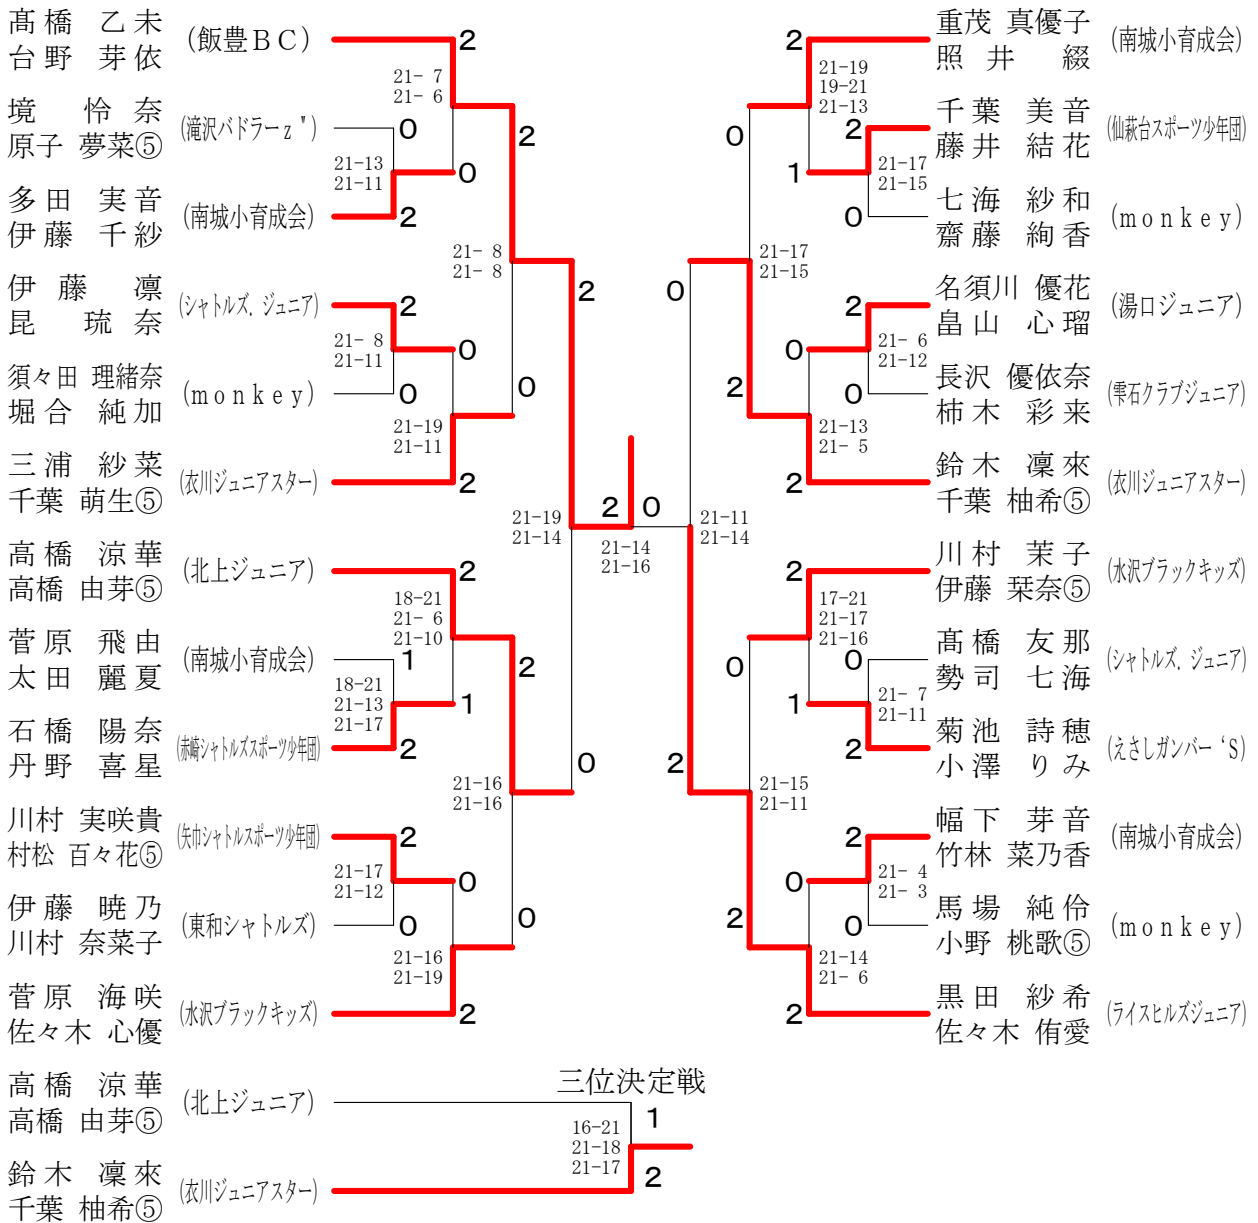 髙橋 乙未
台野 芽依
(飯豊ＢＣ)
2
21- 7
21- 6
境 怜奈
原子 夢菜⑤
(滝沢バドラーｚ')
0
2
21-13
21-11
0
多田 実音
伊藤 千紗
(南城小育成会)
2
21- 8
21- 8
2
伊藤 凛
昆 琉奈
(シャトルズ.ジュニア)
2
21- 8
21-11
0
須々田 理緒奈
堀合 純加
(monkey)
0
0
21-19
21-11
三浦 紗菜
千葉 萌生⑤
(衣川ジュニアスター)
2
21-19
21-14
高橋 涼華
高橋 由芽⑤
(北上ジュニア)
2
18-21
21- 6
21-10
菅原 飛由
太田 麗夏
(南城小育成会)
1
2
18-21
21-13
21-17
1
石橋 陽奈
丹野 喜星
(赤崎シャトルズスポーツ少年団)
2
0
21-16
21-16
川村 実咲貴
村松 百々花⑤
(矢巾シャトルスポーツ少年団)
2
21-17
21-12
0
伊藤 暁乃
川村 奈菜子
(東和シャトルズ)
0
0
21-16
21-19
菅原 海咲
佐々木 心優
(水沢ブラックキッズ)
2
2
0
21-14
21-16
重茂 真優子
照井 綴
(南城小育成会)
2
21-19
19-21
21-13
千葉 美音
藤井 結花
(仙萩台スポーツ少年団)
2
0
1
21-17
21-15
七海 紗和
齋藤 絢香
(monkey)
0
21-17
21-15
0
名須川 優花
畠山 心瑠
(湯口ジュニア)
2
0
21- 6
21-12
長沢 優依奈
柿木 彩来
(雫石クラブジュニア)
0
2
21-13
21- 5
鈴木 凜來
千葉 柚希⑤
(衣川ジュニアスター)
2
21-11
21-14
川村 茉子
伊藤 栞奈⑤
(水沢ブラックキッズ)
2
17-21
21-17
21-16
髙橋 友那
勢司 七海
(シャトルズ.ジュニア)
0
0
1
21- 7
21-11
菊池 詩穂
小澤 りみ
(えさしガンバー‘S)
2
2
21-15
21-11
幅下 芽音
竹林 菜乃香
(南城小育成会)
2
0
21- 4
21- 3
馬場 純伶
小野 桃歌⑤
(monkey)
0
2
21-14
21- 6
黒田 紗希
佐々木 侑愛
(ライスヒルズジュニア)
2
三位決定戦
高橋 涼華
高橋 由芽⑤
(北上ジュニア)
1
16-21
21-18
21-17
鈴木 凜來
千葉 柚希⑤
(衣川ジュニアスター)
2